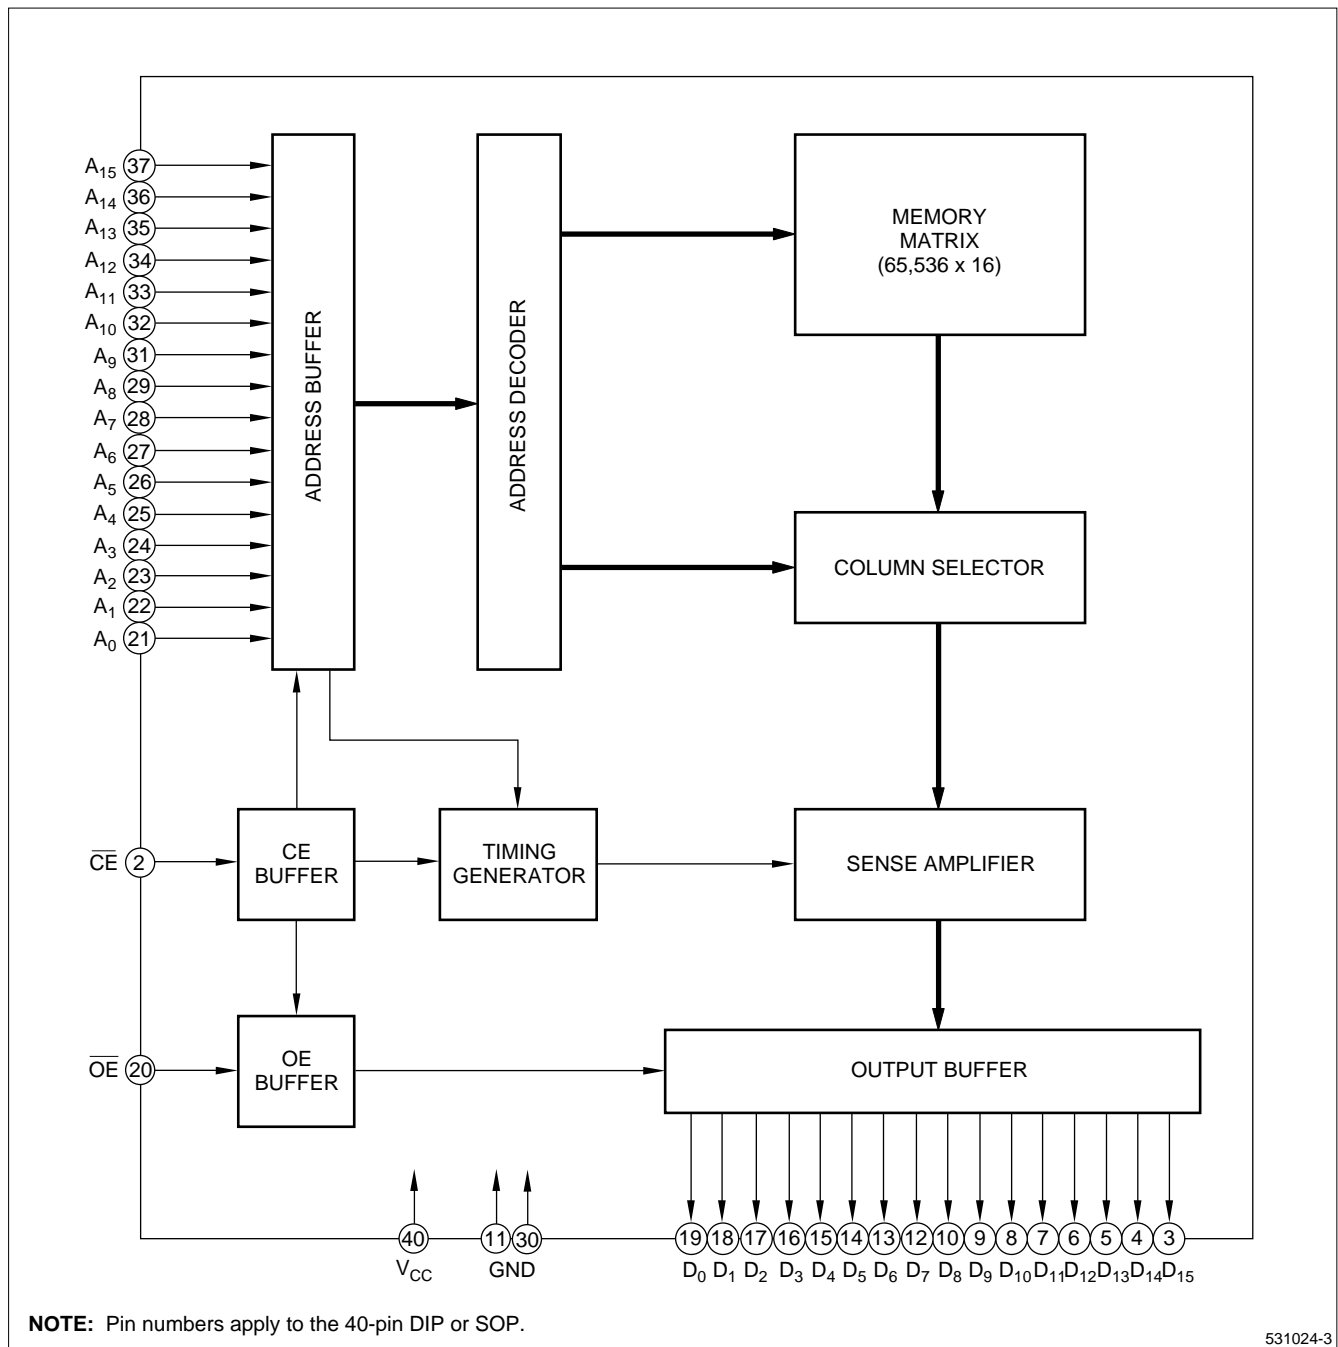 A15 37
A14 36
A13 35
A12 34
A11 33
A10 32
A9 31
A8 29
A7 28
A6 27
A5 26
A4 25
A3 24
A2 23
A1 22
A0 21
ADDRESS BUFFER
ADDRESS DECODER
MEMORY
MATRIX
(65,536 x 16)
COLUMN SELECTOR
CE 2
CE
BUFFER
TIMING
GENERATOR
SENSE AMPLIFIER
OE 20
OE
BUFFER
OUTPUT BUFFER
40 11 30 19 18 17 16 15 14 13 12 10 9 8 7 6 5 4 3
VCC GND D0 D1 D2 D3 D4 D5 D6 D7 D8 D9 D10 D11 D12 D13 D14 D15
NOTE: Pin numbers apply to the 40-pin DIP or SOP.
531024-3